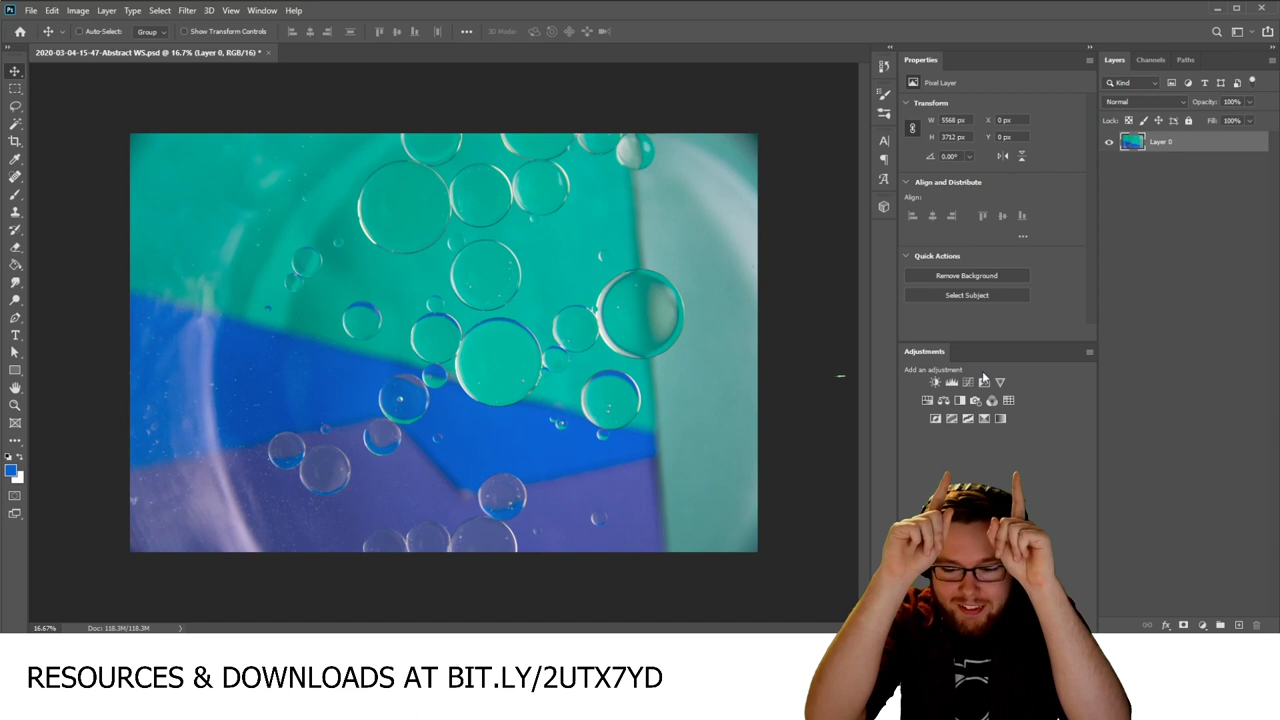 Ps File Edit Image Layer Type Select Filter 3D View Window Help
Auto-Select: Group Show Transform Controls 3D Mode:
2020-03-04-15-47-Abstract WS.psd @ 16.7% (Layer 0, RGB/16) * ×
Properties
Pixel Layer
Transform
W 5568 px X 0 px
H 3712 px Y 0 px
0.00°
Align and Distribute
Align:
Quick Actions
Remove Background
Select Subject
Adjustments
Add an adjustment
Layers Channels Paths
Kind
Normal Opacity: 100%
Lock: Fill: 100%
Layer 0
16.67% Doc: 118.3M/118.3M
RESOURCES & DOWNLOADS AT BIT.LY/2UTX7YD